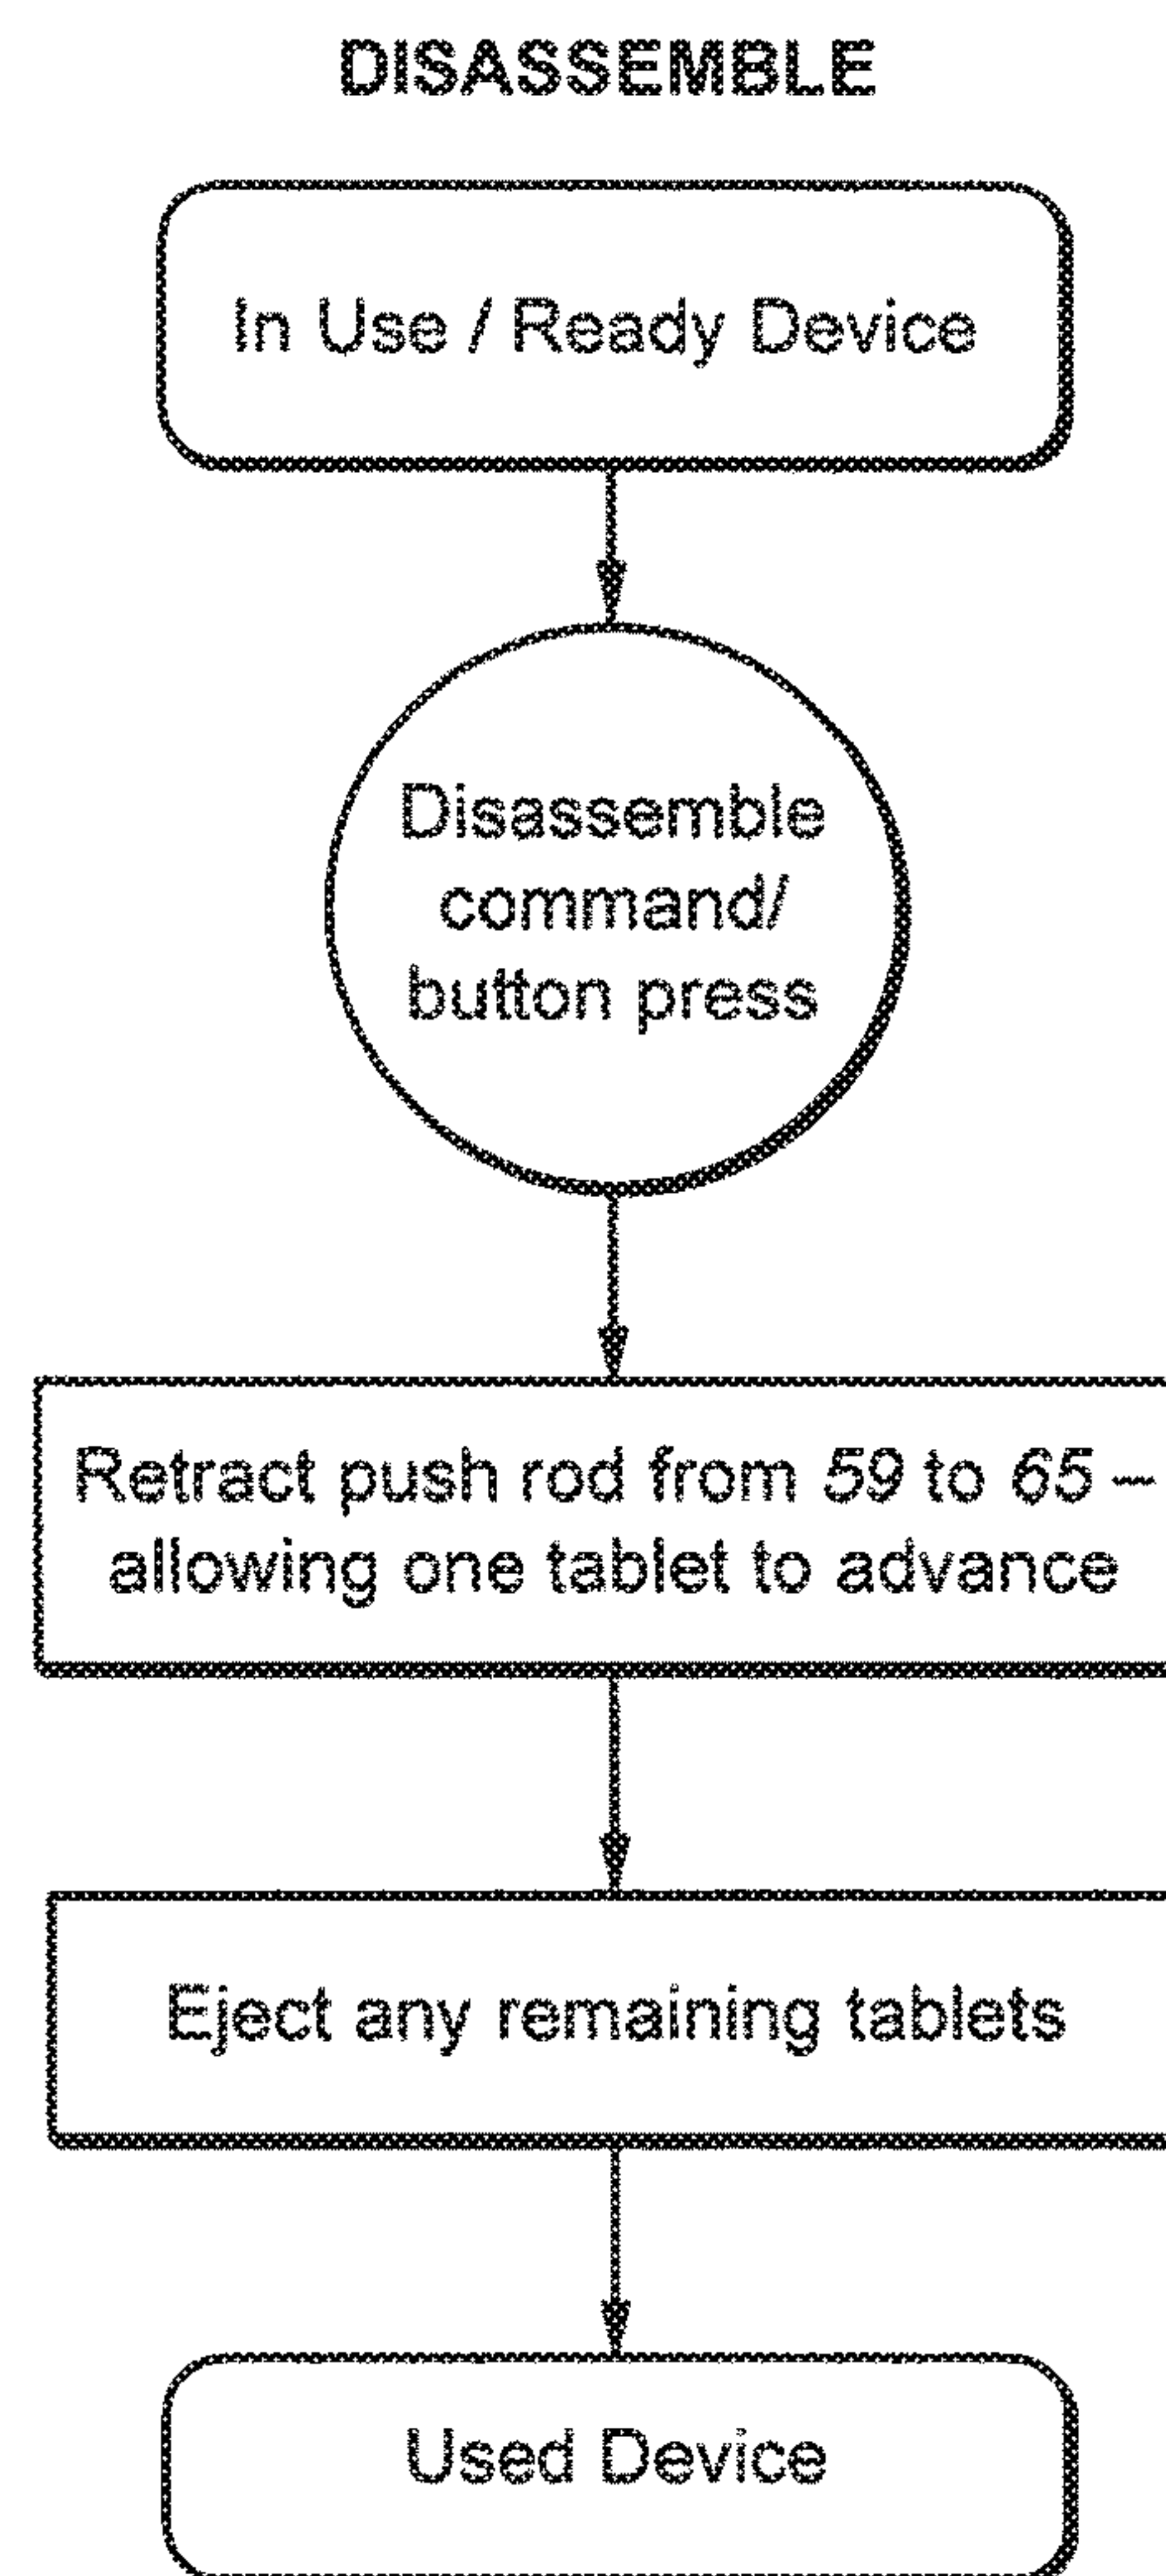 DISASSEMBLE
In Use / Ready Device
Disassemble
command/
button press
Retract push rod from 59 to 65 –
allowing one tablet to advance
Eject any remaining tablets
Used Device